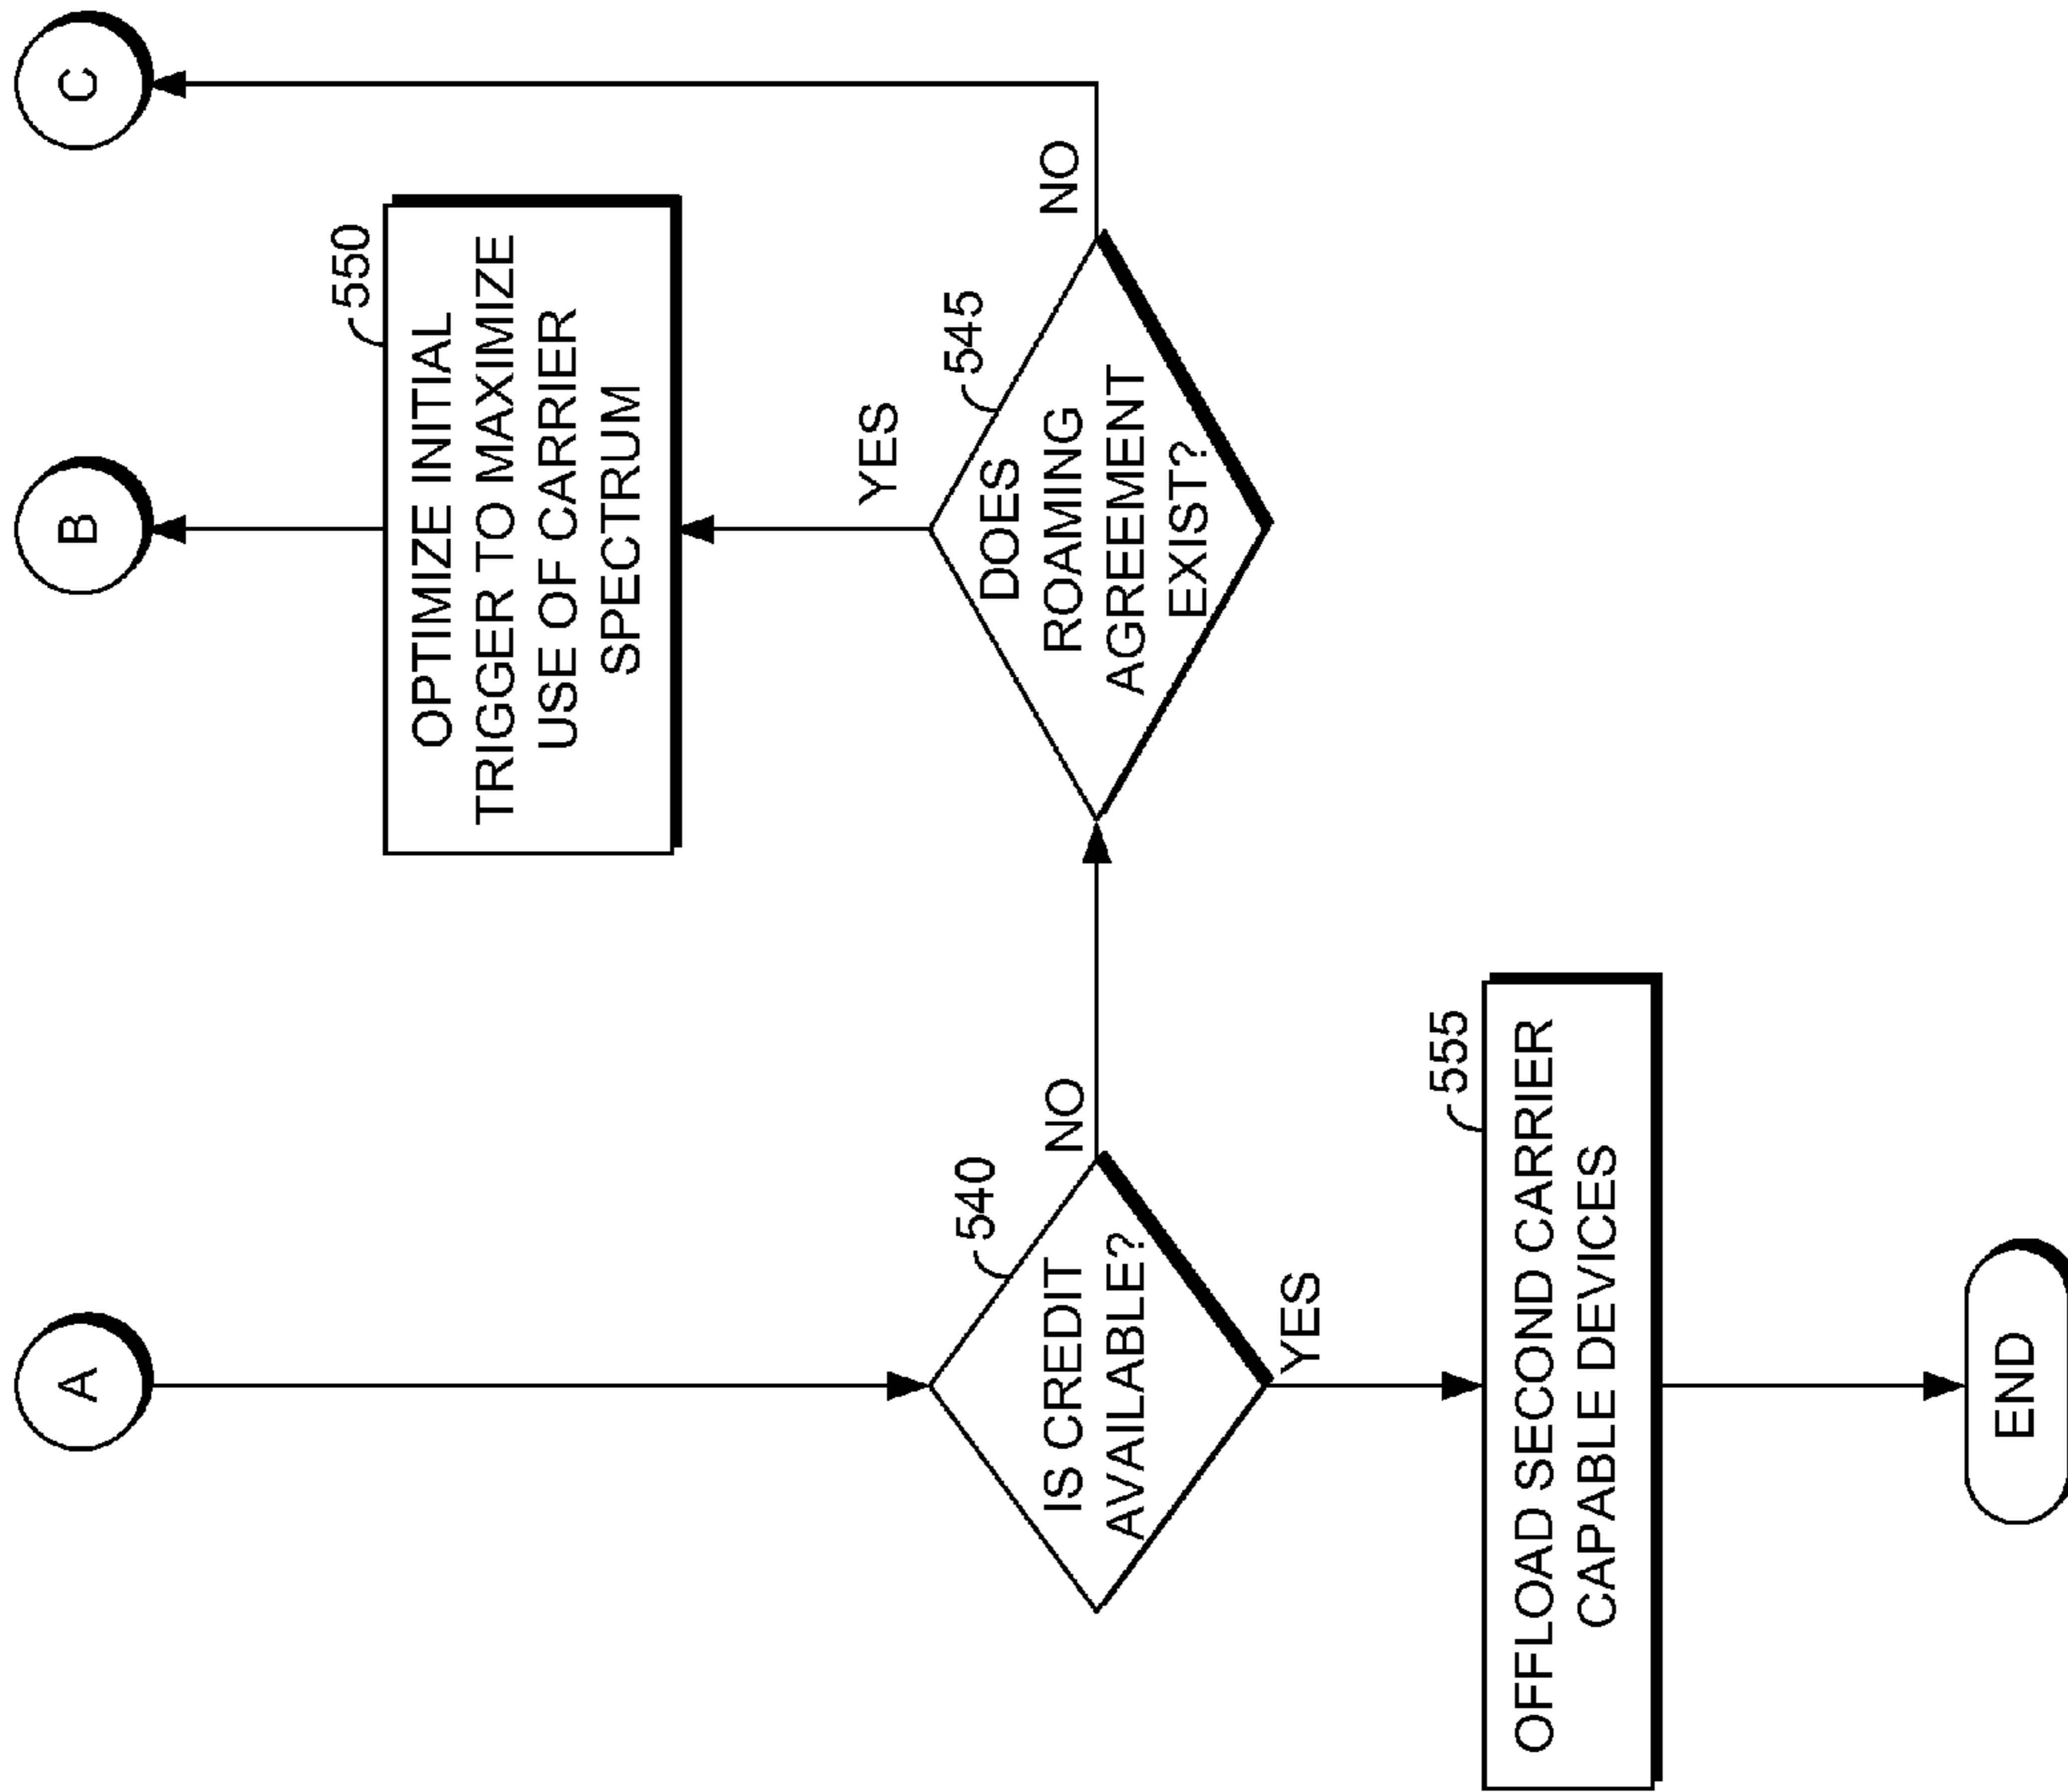 A
B
C
550
OPTIMIZE INITIAL
TRIGGER TO MAXIMIZE
USE OF CARRIER
SPECTRUM
YES
540
IS CREDIT
AVAILABLE?
NO
545
DOES
ROAMING
AGREEMENT
EXIST?
NO
YES
555
OFFLOAD SECOND CARRIER
CAPABLE DEVICES
END